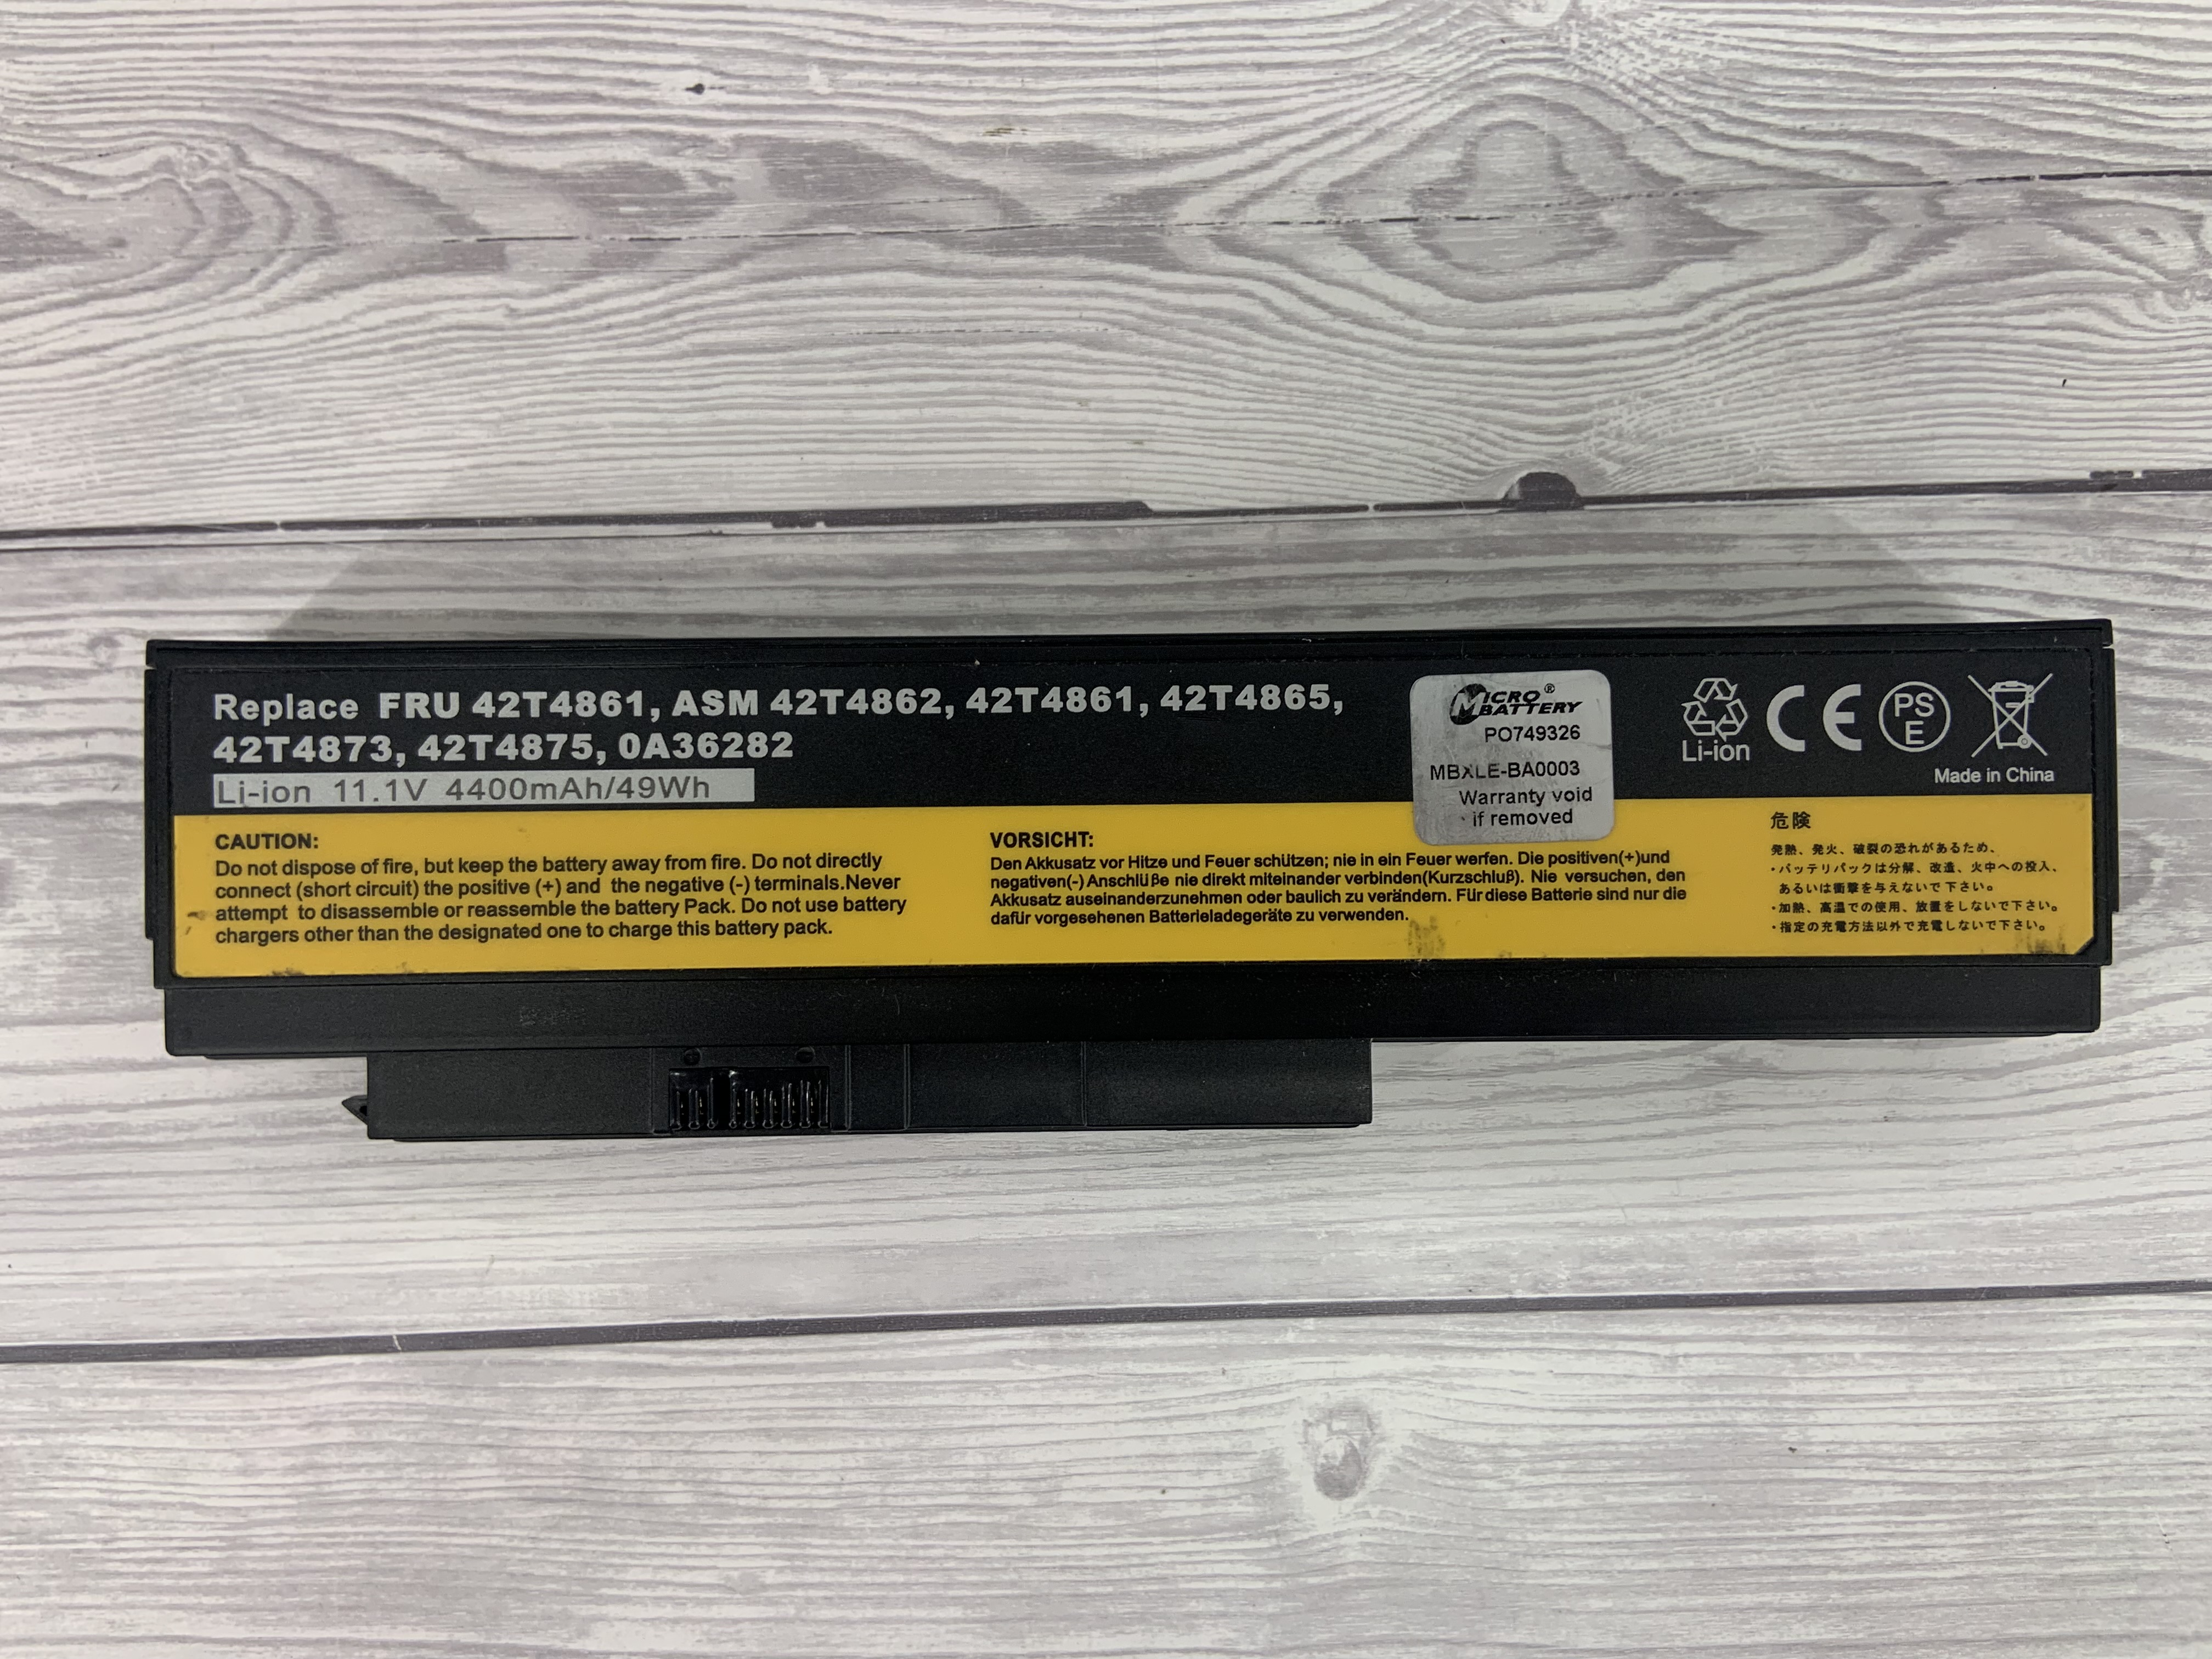 Replace FRU 42T4861, ASM 42T4862, 42T4861, 42T4865,
42T4873, 42T4875, 0A36282
Li-ion 11.1V 4400mAh/49Wh
MICRO®
BATTERY
PO749326
MBXLE-BA0003
Warranty void
if removed
Li-ion
CE
PS
E
Made in China
CAUTION:
Do not dispose of fire, but keep the battery away from fire. Do not directly
connect (short circuit) the positive (+) and the negative (-) terminals.Never
attempt to disassemble or reassemble the battery Pack. Do not use battery
chargers other than the designated one to charge this battery pack.
VORSICHT:
Den Akkusatz vor Hitze und Feuer schützen; nie in ein Feuer werfen. Die positiven(+)und
negativen(-) Anschlüße nie direkt miteinander verbinden(Kurzschluß). Nie versuchen, den
Akkusatz auseinanderzunehmen oder baulich zu verändern. Für diese Batterie sind nur die
dafür vorgesehenen Batterieladegeräte zu verwenden.
危険
発熱、発火、破裂の恐れがあるため、
・バッテリパックは分解、改造、火中への投入、
あるいは衝撃を与えないで下さい。
・加熱、高温での使用、放置をしないで下さい。
・指定の充電方法以外で充電しないで下さい。